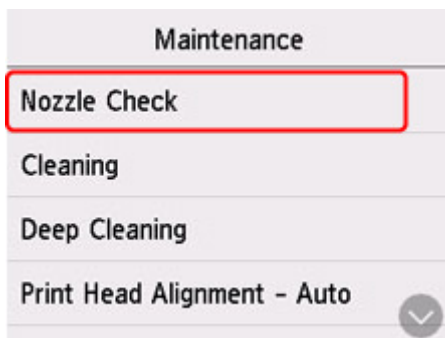 Maintenance
Nozzle Check
Cleaning
Deep Cleaning
Print Head Alignment - Auto